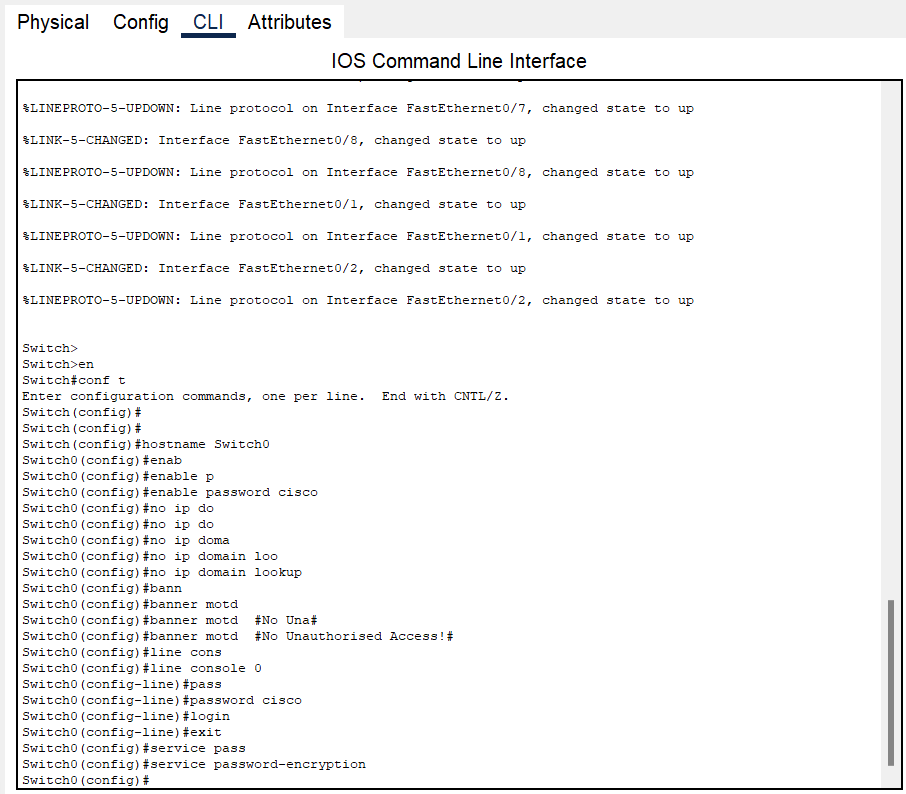 Physical Config CLI Attributes
IOS Command Line Interface
%LINEPROTO-5-UPDOWN: Line protocol on Interface FastEthernet0/7, changed state to up
%LINK-5-CHANGED: Interface FastEthernet0/8, changed state to up
%LINEPROTO-5-UPDOWN: Line protocol on Interface FastEthernet0/8, changed state to up
%LINK-5-CHANGED: Interface FastEthernet0/1, changed state to up
%LINEPROTO-5-UPDOWN: Line protocol on Interface FastEthernet0/1, changed state to up
%LINK-5-CHANGED: Interface FastEthernet0/2, changed state to up
%LINEPROTO-5-UPDOWN: Line protocol on Interface FastEthernet0/2, changed state to up
Switch>
Switch>en
Switch#conf t
Enter configuration commands, one per line.  End with CNTL/Z.
Switch(config)#
Switch(config)#
Switch(config)#hostname Switch0
Switch0(config)#enab
Switch0(config)#enable p
Switch0(config)#enable password cisco
Switch0(config)#no ip do
Switch0(config)#no ip do
Switch0(config)#no ip doma
Switch0(config)#no ip domain loo
Switch0(config)#no ip domain lookup
Switch0(config)#bann
Switch0(config)#banner motd
Switch0(config)#banner motd  #No Una#
Switch0(config)#banner motd  #No Unauthorised Access!#
Switch0(config)#line cons
Switch0(config)#line console 0
Switch0(config-line)#pass
Switch0(config-line)#password cisco
Switch0(config-line)#login
Switch0(config-line)#exit
Switch0(config)#service pass
Switch0(config)#service password-encryption
Switch0(config)#